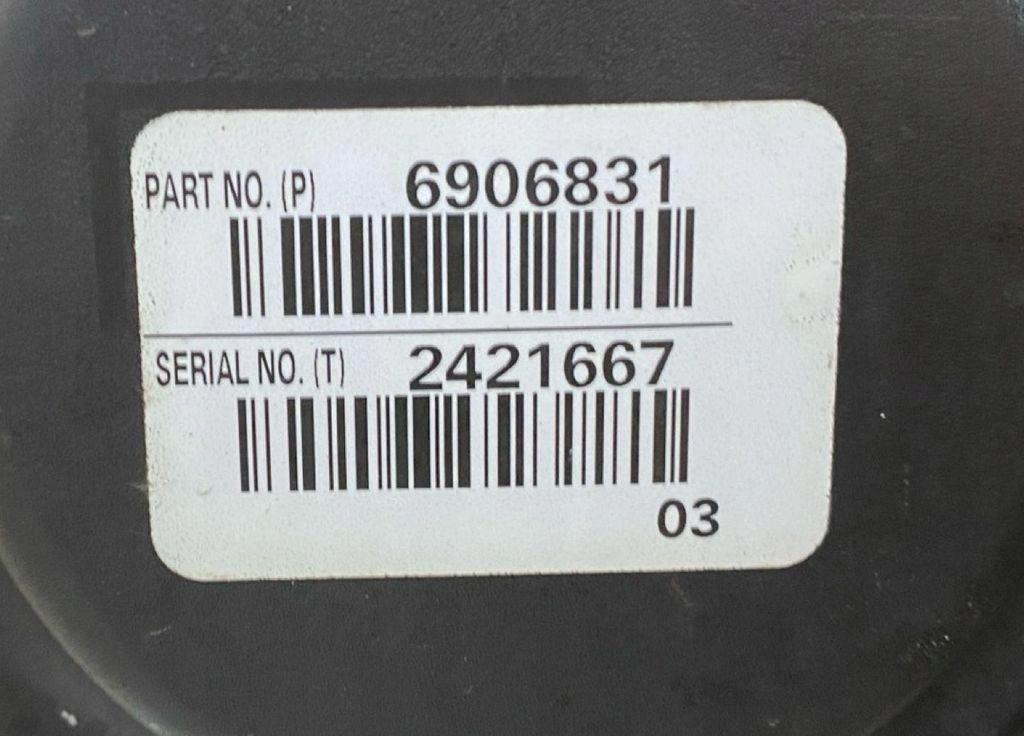 PART NO. (P) 6906831
SERIAL NO. (T) 2421667
03